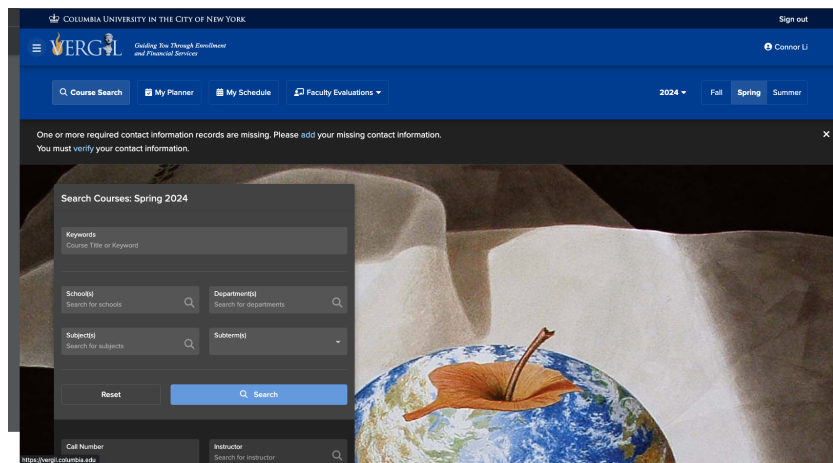 COLUMBIA UNIVERSITY IN THE CITY OF NEW YORK
Sign out
VERGIL
Guiding You Through Enrollment
and Financial Services
Connor Li
Course Search
My Planner
My Schedule
Faculty Evaluations
2024
Fall
Spring
Summer
One or more required contact information records are missing. Please add your missing contact information.
You must verify your contact information.
Search Courses: Spring 2024
Keywords
Course Title or Keyword
School(s)
Search for schools
Department(s)
Search for departments
Subject(s)
Search for subjects
Subterm(s)
Reset
Search
Call Number
Instructor
Search for instructor
https://vergil.columbia.edu